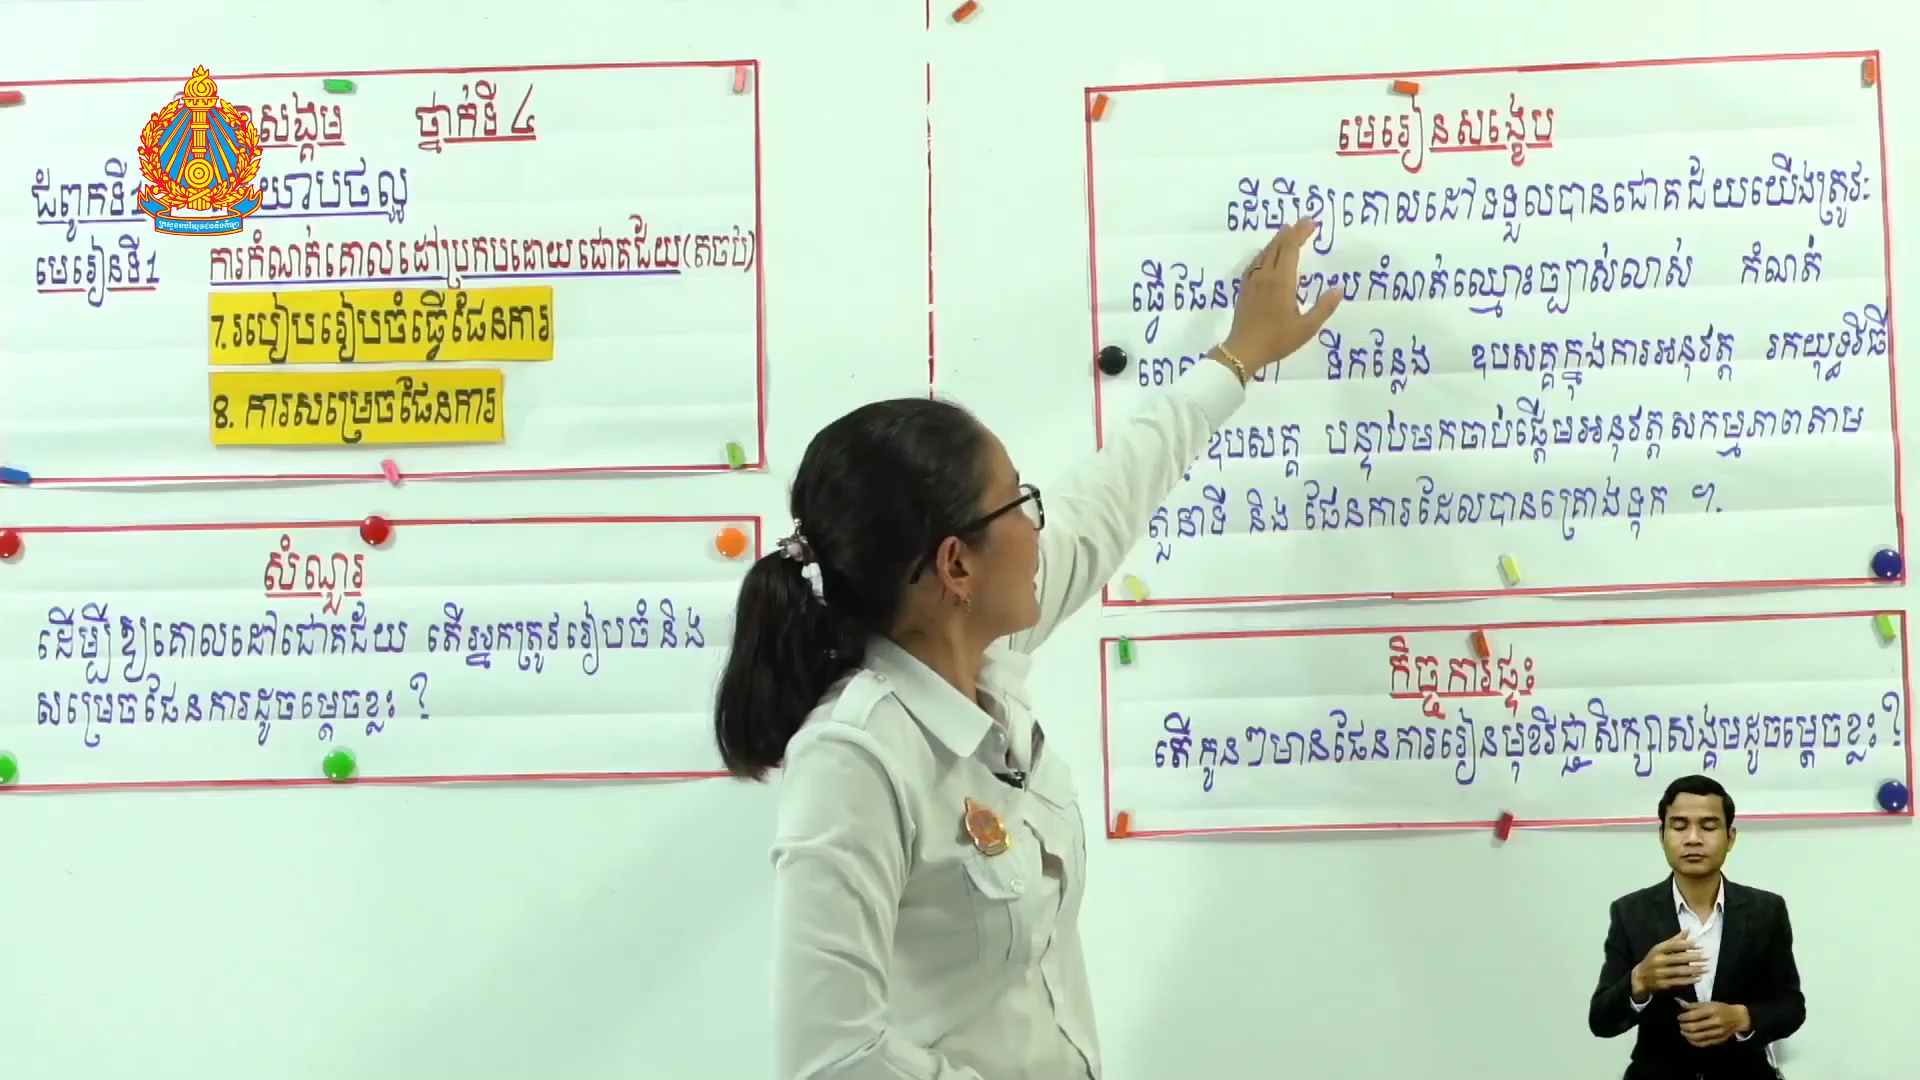 សង្គម ថ្នាក់ទី ៤
ជំពូកទី1
មេរៀនទី1 ការកំណត់គោលដៅប្រកបដោយជោគជ័យ(តចប់)
7. របៀបរៀបចំធ្វើផែនការ
8. ការសម្រេចផែនការ
សំណួរ
ដើម្បីឱ្យគោលដៅជោគជ័យ តើអ្នកត្រូវរៀបចំ និង
សម្រេចផែនការដូចម្តេចខ្លះ ?
មេរៀនសង្ខេប
ដើម្បីឱ្យគោលដៅទទួលបានជោគជ័យយើងត្រូវ:
ធ្វើផែន កំណត់ឈ្មោះច្បាស់លាស់ កំណត់
ទីកន្លែង ឧបសគ្គក្នុងការអនុវត្ត រកយុទ្ធវិធី
ឧបសគ្គ បន្ទាប់មកចាប់ផ្តើមអនុវត្តសកម្មភាពតាម
តួនាទី និង ផែនការដែលបានគ្រោងទុក ។
កិច្ចការផ្ទះ
តើកូនៗមានផែនការរៀនមុខវិជ្ជាសិក្សាសង្គមដូចម្តេចខ្លះ ?